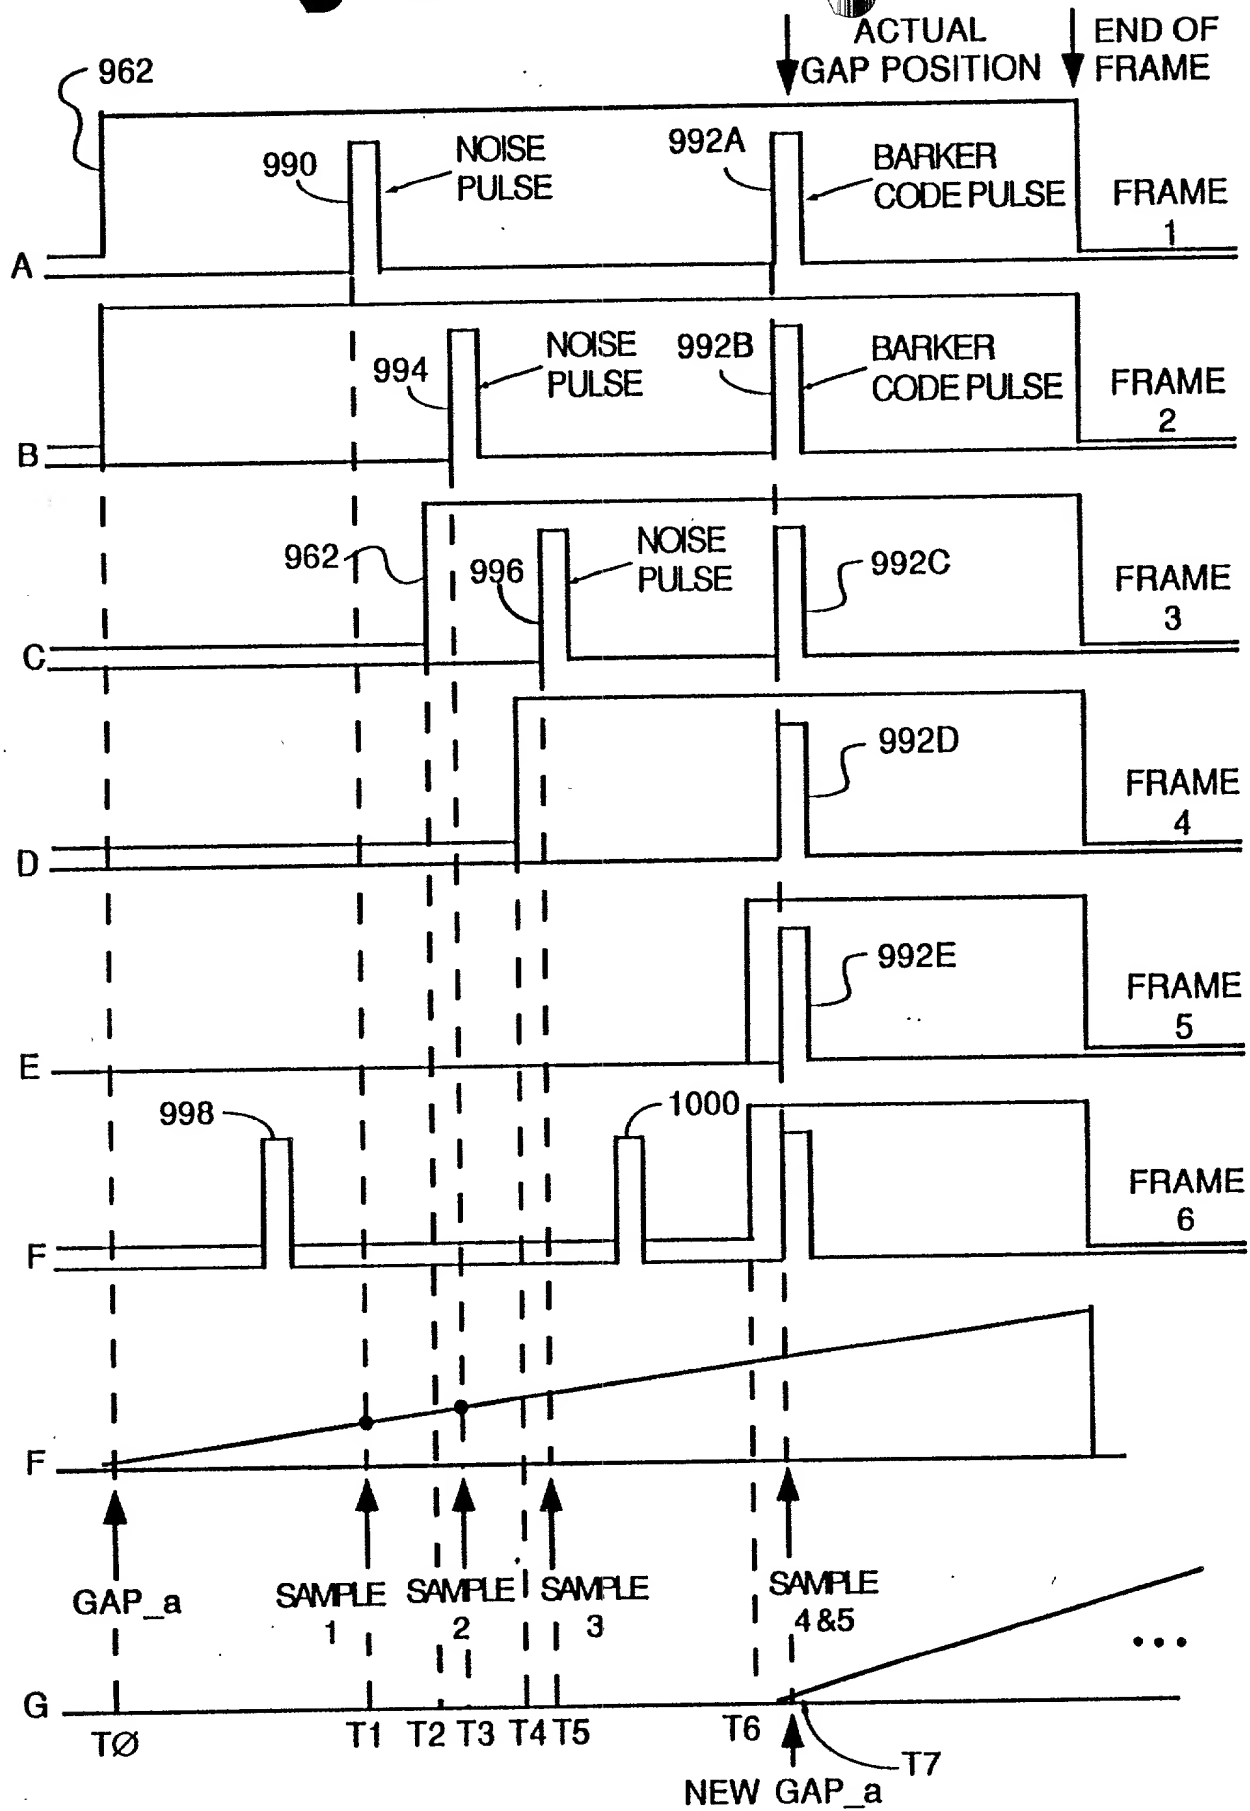 ACTUAL
GAP POSITION
END OF
FRAME
962
990
NOISE
PULSE
992A
BARKER
CODE PULSE
FRAME
1
A
994
NOISE
PULSE
992B
BARKER
CODE PULSE
FRAME
2
B
962
996
NOISE
PULSE
992C
FRAME
3
C
992D
FRAME
4
D
992E
FRAME
5
E
998
1000
FRAME
6
F
F
GAP_a
SAMPLE
1
SAMPLE
2
SAMPLE
3
SAMPLE
4&5
...
G
TØ
T1
T2
T3
T4
T5
T6
T7
NEW GAP_a